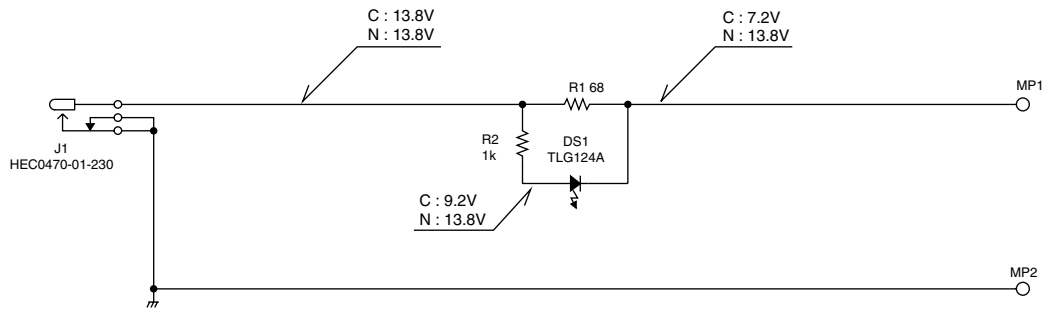 C : 13.8V
N : 13.8V
C : 7.2V
N : 13.8V
MP1
R1 68
R2
1k
DS1
TLG124A
J1
HEC0470-01-230
C : 9.2V
N : 13.8V
MP2